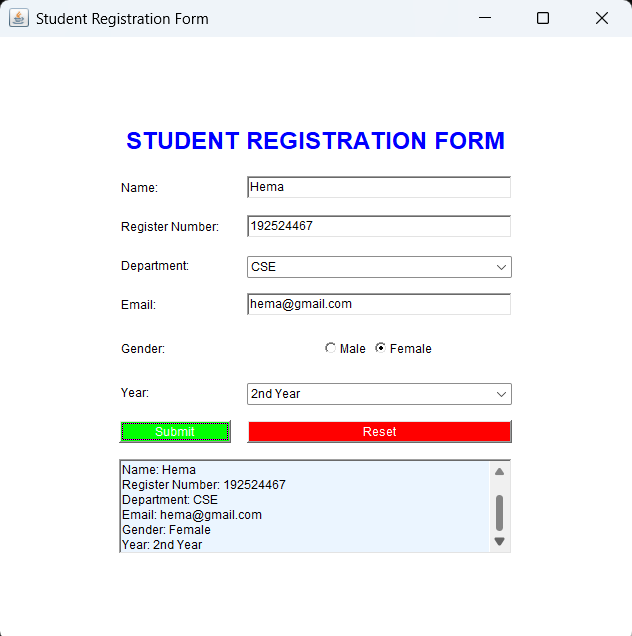 Student Registration Form
STUDENT REGISTRATION FORM
Name: Hema
Register Number: 192524467
Department: CSE
Email: hema@gmail.com
Gender: Male Female
Year: 2nd Year
Submit Reset
Name: Hema
Register Number: 192524467
Department: CSE
Email: hema@gmail.com
Gender: Female
Year: 2nd Year